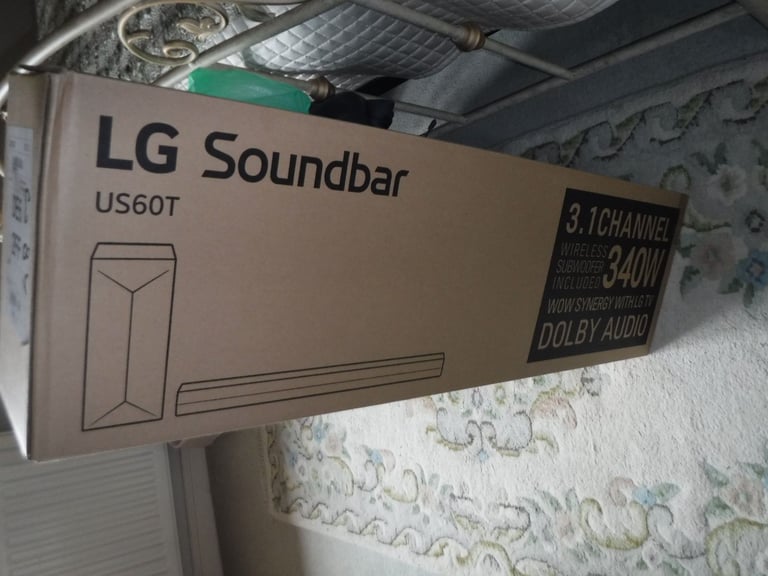 LG Soundbar
US60T
3.1CHANNEL
WIRELESS
SUBWOOFER
INCLUDED
340W
WOW SYNERGY WITH LG TV
DOLBY AUDIO